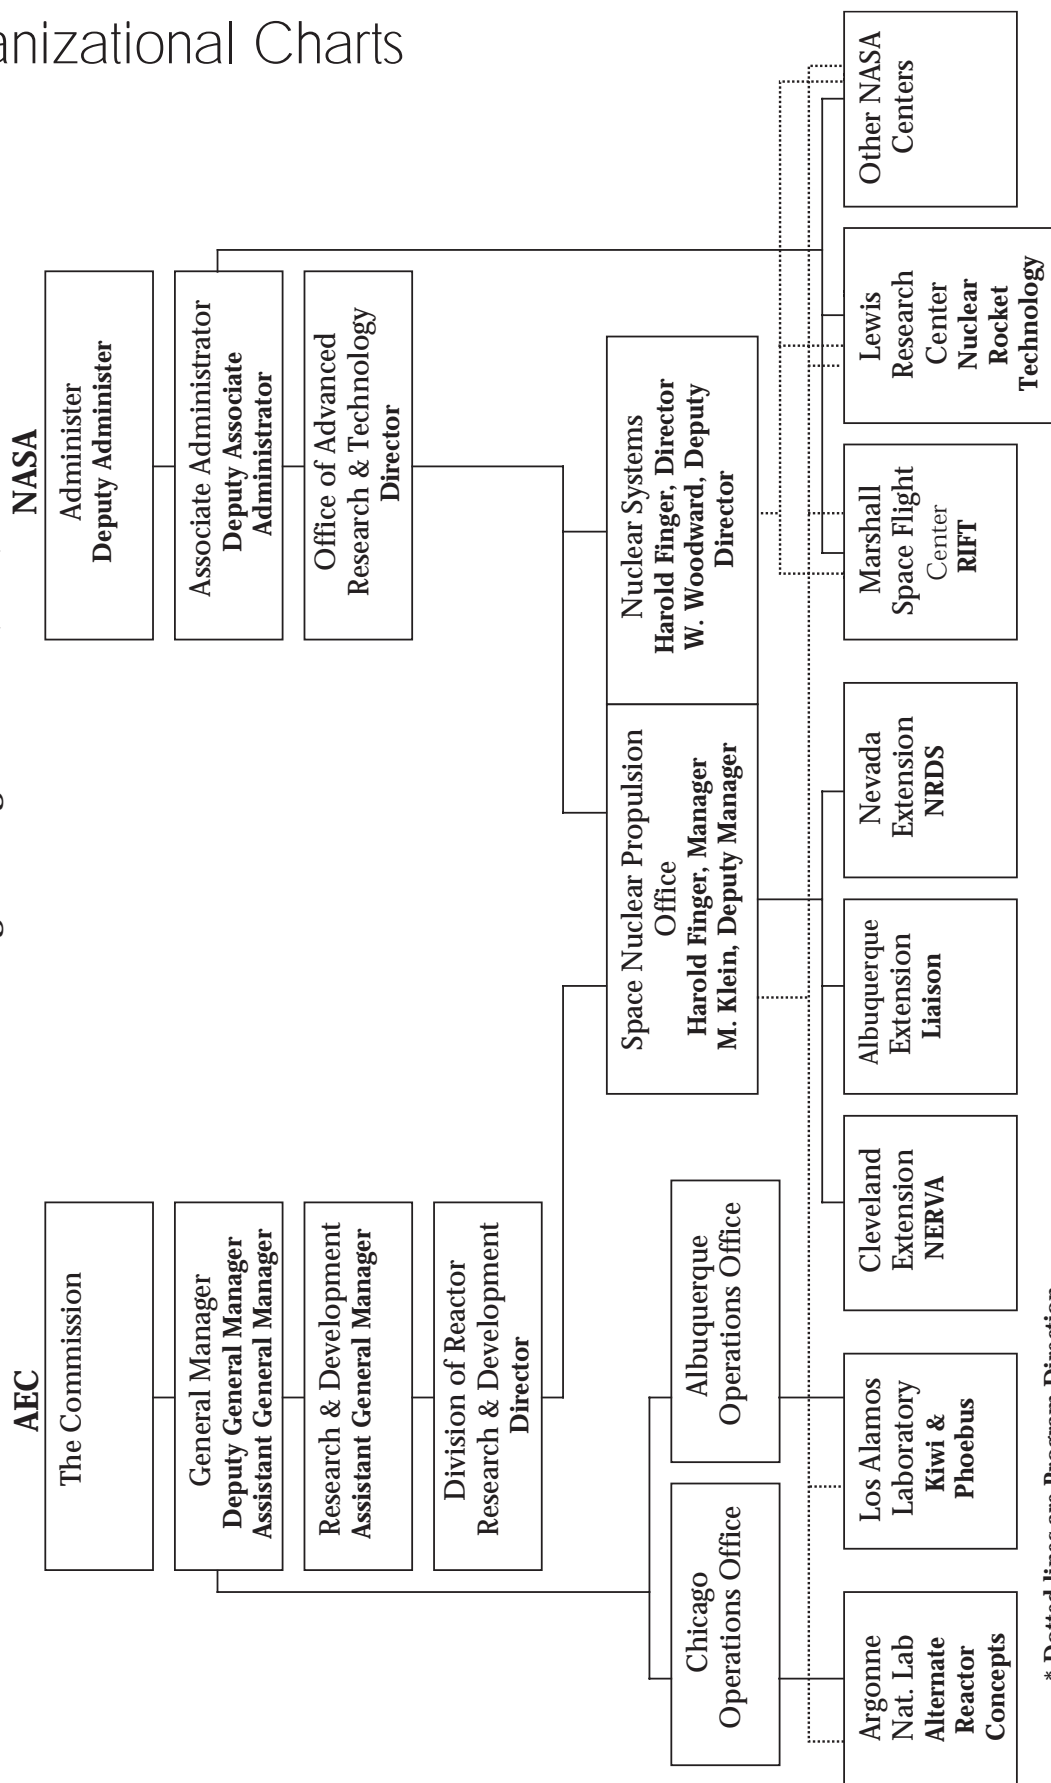 anizational Charts
AEC
The Commission
General Manager
Deputy General Manager
Assistant General Manager
Research & Development
Assistant General Manager
Division of Reactor
Research & Development
Director
NASA
Administer
Deputy Administer
Associate Administrator
Deputy Associate
Administrator
Office of Advanced
Research & Technology
Director
Space Nuclear Propulsion
Office
Harold Finger, Manager
M. Klein, Deputy Manager
Nuclear Systems
Harold Finger, Director
W. Woodward, Deputy
Director
Chicago
Operations Office
Albuquerque
Operations Office
Argonne
Nat. Lab
Alternate
Reactor
Concepts
Los Alamos
Laboratory
Kiwi &
Phoebus
Cleveland
Extension
NERVA
Albuquerque
Extension
Liaison
Nevada
Extension
NRDS
Marshall
Space Flight
Center
RIFT
Lewis
Research
Center
Nuclear
Rocket
Technology
Other NASA
Centers
* Dotted lines are Program Direction